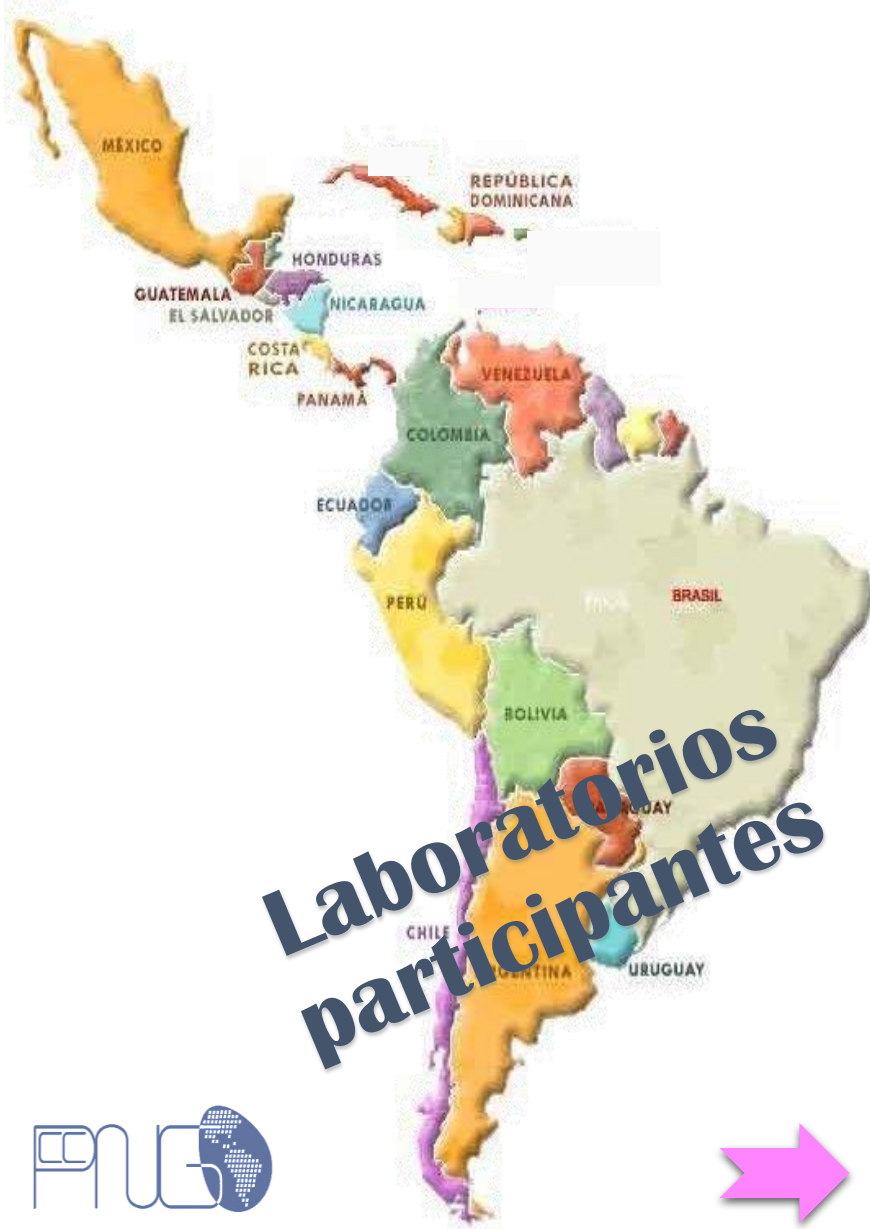 MÉXICO
REPÚBLICA
DOMINICANA
HONDURAS
GUATEMALA
NICARAGUA
EL SALVADOR
COSTA
RICA
PANAMÁ
VENEZUELA
COLOMBIA
ECUADOR
PERÚ
BRASIL
BOLIVIA
Laboratorios
participantes
CHILE
URUGUAY